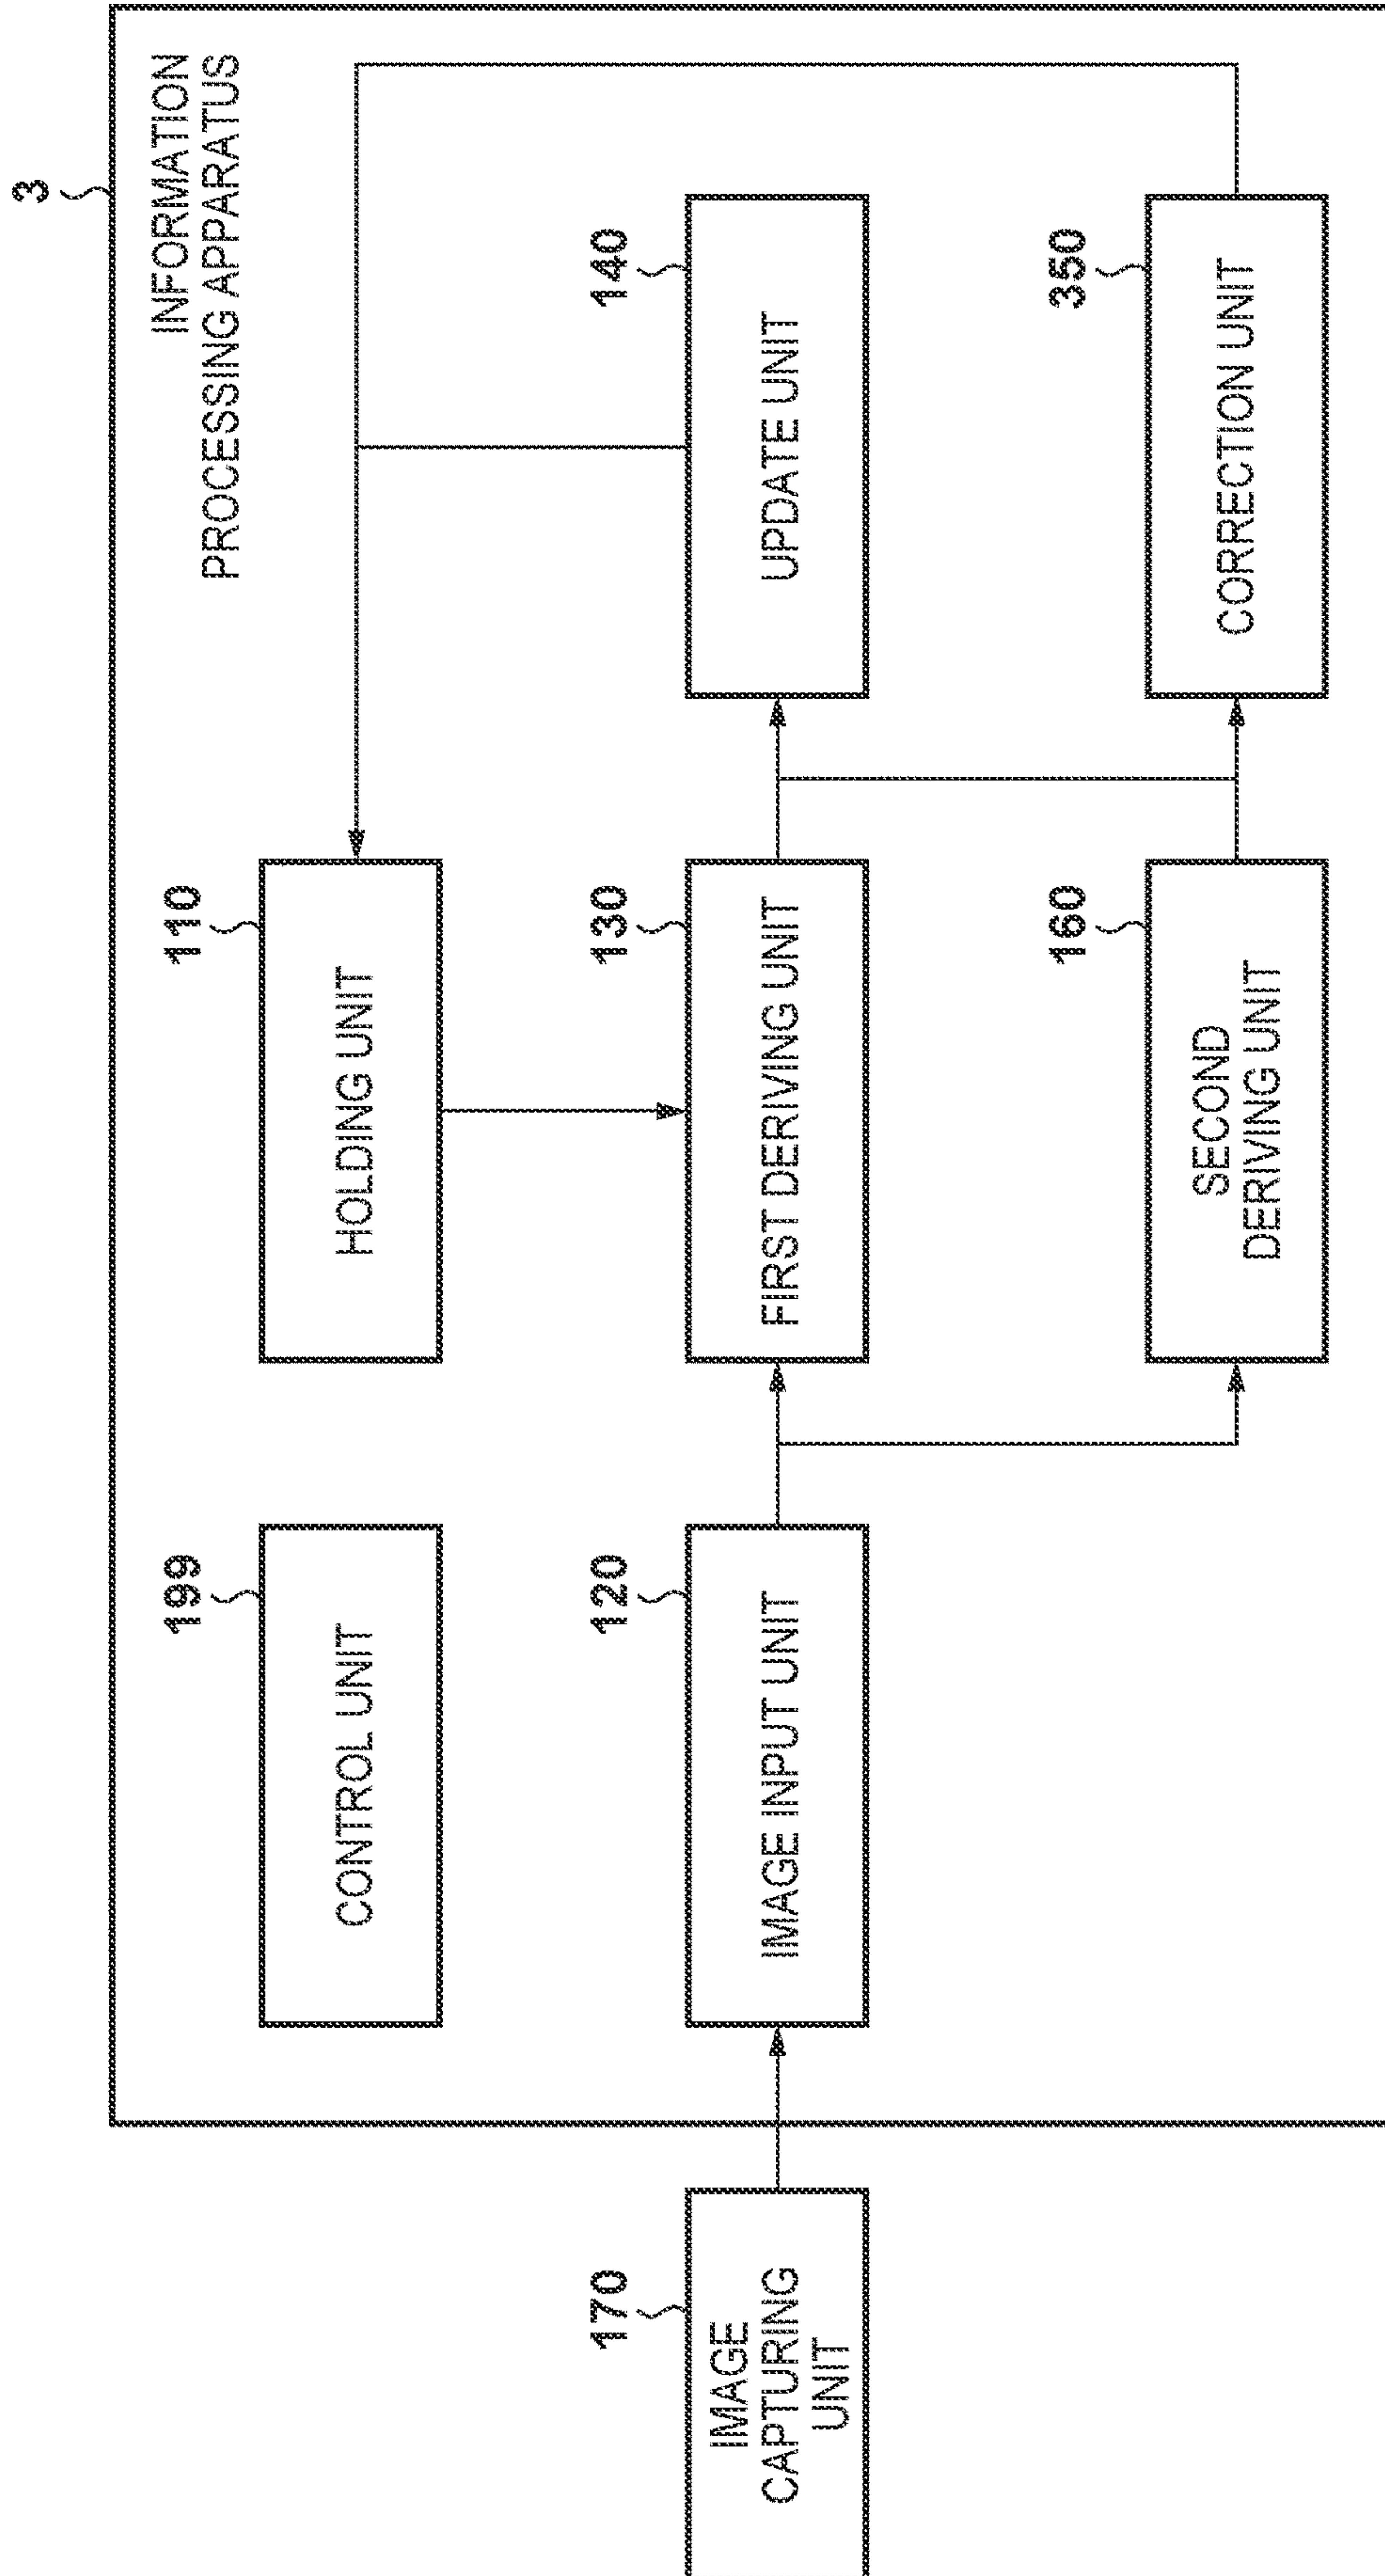 3
INFORMATION
PROCESSING APPARATUS
199
CONTROL UNIT
110
HOLDING UNIT
170
IMAGE
CAPTURING
UNIT
120
IMAGE INPUT UNIT
130
FIRST DERIVING UNIT
140
UPDATE UNIT
160
SECOND
DERIVING UNIT
350
CORRECTION UNIT